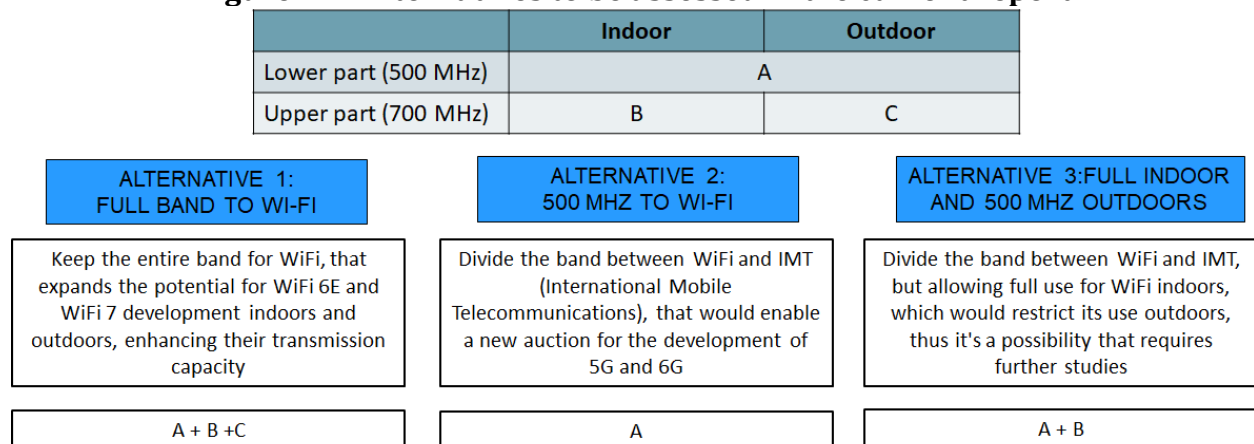 Indoor Outdoor
Lower part (500 MHz) A
Upper part (700 MHz) B C
ALTERNATIVE 1:
FULL BAND TO WI-FI
ALTERNATIVE 2:
500 MHZ TO WI-FI
ALTERNATIVE 3:FULL INDOOR
AND 500 MHZ OUTDOORS
Keep the entire band for WiFi, that
expands the potential for WiFi 6E and
WiFi 7 development indoors and
outdoors, enhancing their transmission
capacity
Divide the band between WiFi and IMT
(International Mobile
Telecommunications), that would enable
a new auction for the development of
5G and 6G
Divide the band between WiFi and IMT,
but allowing full use for WiFi indoors,
which would restrict its use outdoors,
thus it's a possibility that requires
further studies
A + B +C
A
A + B